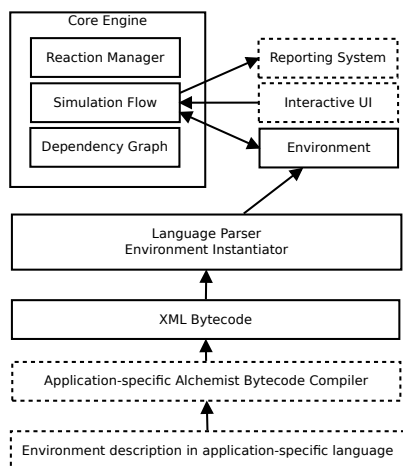 Core Engine
Reaction Manager
Reporting System
Simulation Flow
Interactive UI
Dependency Graph
Environment
Language Parser
Environment Instantiator
XML Bytecode
Application-specific Alchemist Bytecode Compiler
Environment description in application-specific language